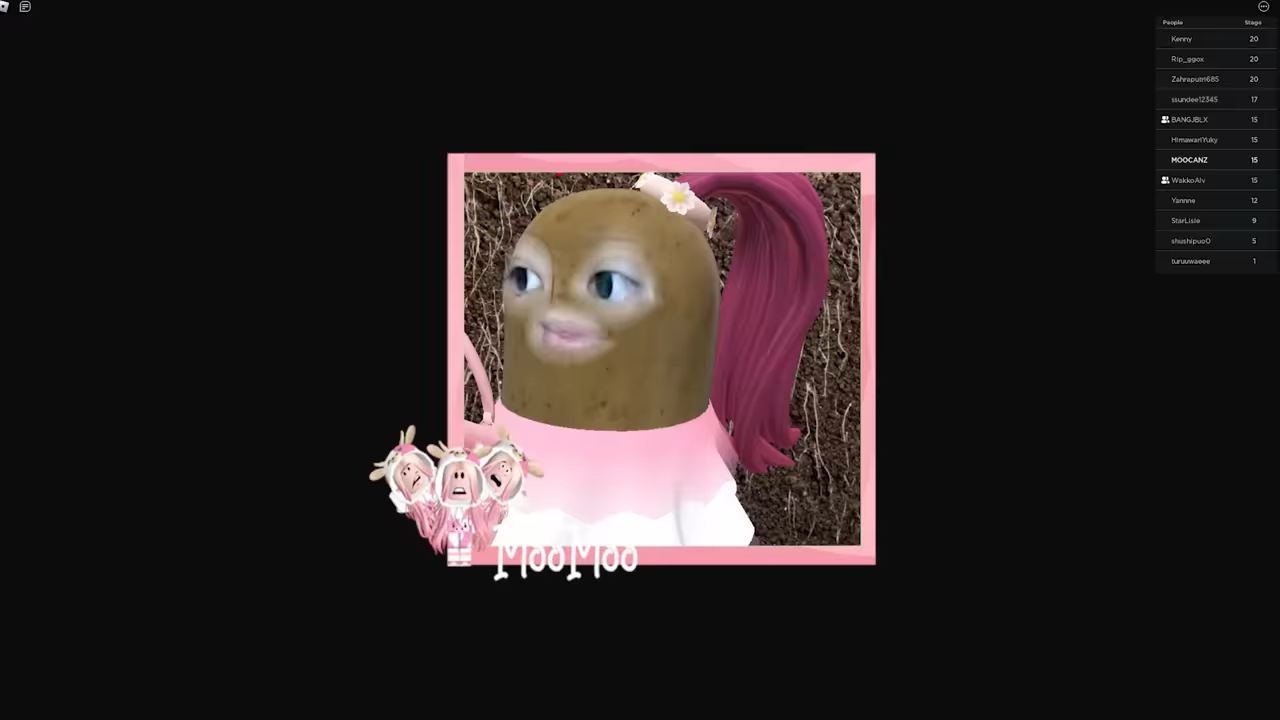 People Stage
Kenny 20
Rip_ggox 20
Zahraputri685 20
ssundee12345 17
BANGJBLX 15
HimawariYuky 15
MOOCANZ 15
WakkoAlv 15
Yannne 12
StarLisie 9
shushipuo0 5
turuuwaeee 1
MooMoo